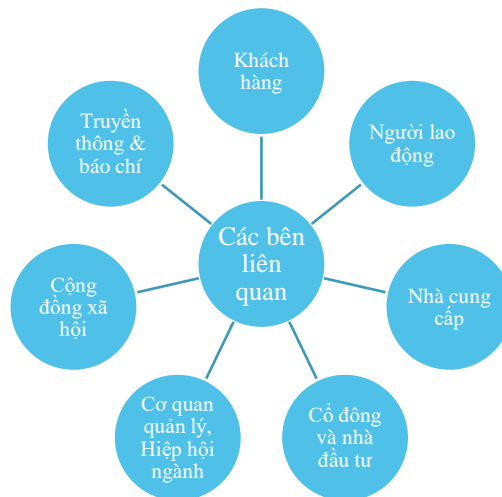 Khách
hàng
Người lao
động
Nhà cung
cấp
Cổ đông
và nhà
đầu tư
Cơ quan
quản lý,
Hiệp hội
ngành
Cộng
đồng xã
hội
Truyền
thông &
báo chí
Các bên
liên
quan